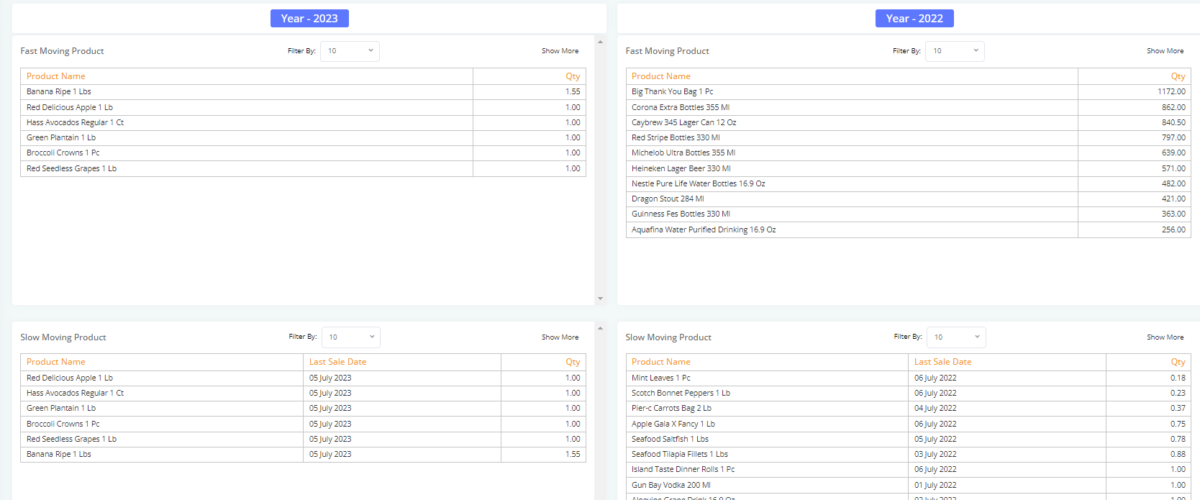 Year - 2023
Fast Moving Product Filter By: 10 Show More
Product Name Qty
Banana Ripe 1 Lbs 1.55
Red Delicious Apple 1 Lb 1.00
Hass Avocados Regular 1 Ct 1.00
Green Plantain 1 Lb 1.00
Broccoli Crowns 1 Pc 1.00
Red Seedless Grapes 1 Lb 1.00
Year - 2022
Fast Moving Product Filter By: 10 Show More
Product Name Qty
Big Thank You Bag 1 Pc 1172.00
Corona Extra Bottles 355 Ml 862.00
Caybrew 345 Lager Can 12 Oz 840.50
Red Stripe Bottles 330 Ml 797.00
Michelob Ultra Bottles 355 Ml 639.00
Heineken Lager Beer 330 Ml 571.00
Nestle Pure Life Water Bottles 16.9 Oz 482.00
Dragon Stout 284 Ml 421.00
Guinness Fes Bottles 330 Ml 363.00
Aquafina Water Purified Drinking 16.9 Oz 256.00
Slow Moving Product Filter By: 10 Show More
Product Name Last Sale Date Qty
Red Delicious Apple 1 Lb 05 July 2023 1.00
Hass Avocados Regular 1 Ct 05 July 2023 1.00
Green Plantain 1 Lb 05 July 2023 1.00
Broccoli Crowns 1 Pc 05 July 2023 1.00
Red Seedless Grapes 1 Lb 05 July 2023 1.00
Banana Ripe 1 Lbs 05 July 2023 1.55
Slow Moving Product Filter By: 10 Show More
Product Name Last Sale Date Qty
Mint Leaves 1 Pc 06 July 2022 0.18
Scotch Bonnet Peppers 1 Lb 06 July 2022 0.23
Pier-c Carrots Bag 2 Lb 04 July 2022 0.37
Apple Gala X Fancy 1 Lb 06 July 2022 0.75
Seafood Saltfish 1 Lbs 05 July 2022 0.78
Seafood Tilapia Fillets 1 Lbs 03 July 2022 0.88
Island Taste Dinner Rolls 1 Pc 06 July 2022 1.00
Gun Bay Vodka 200 Ml 01 July 2022 1.00
Grape Drink 16.9 Oz 02 July 2022 1.00